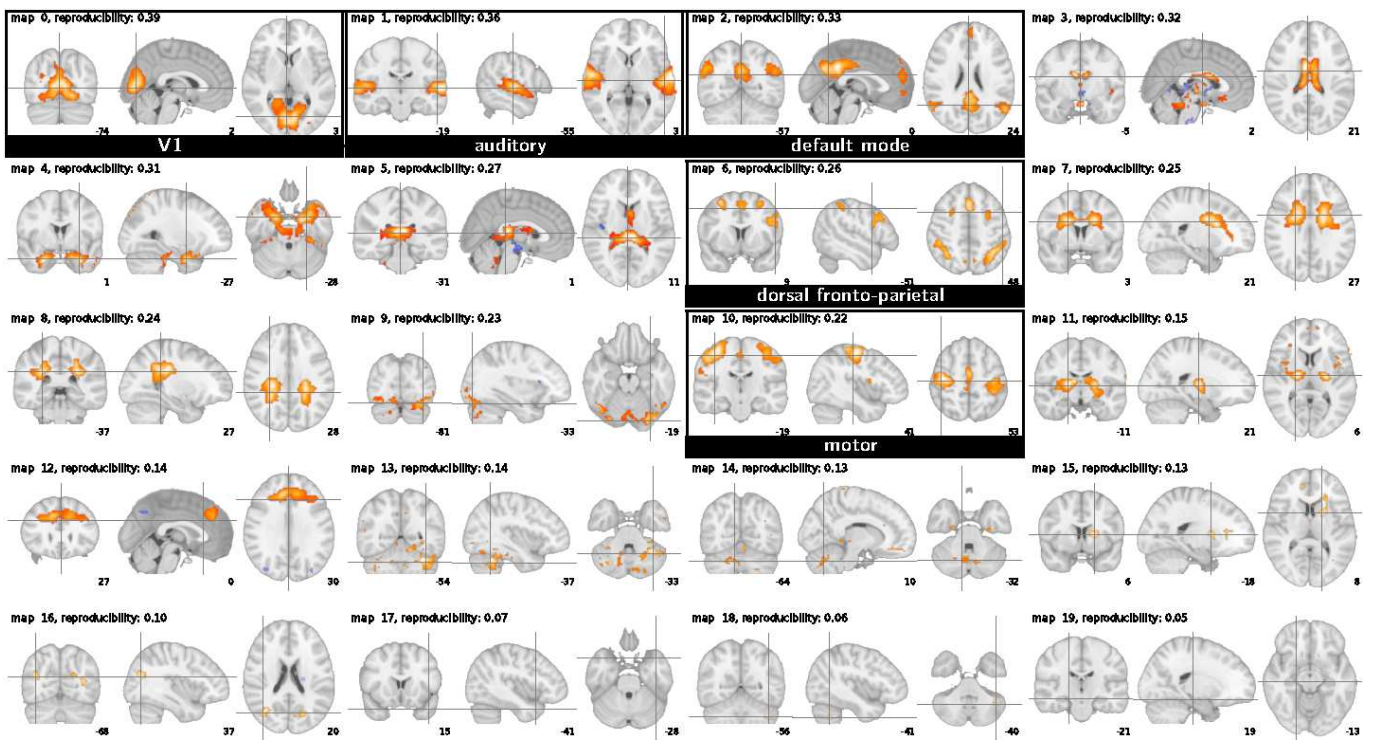 map 0, reproducibility: 0.39
-74 2 3
V1
map 1, reproducibility: 0.36
-19 -55 3
auditory
map 2, reproducibility: 0.33
-57 0 24
default mode
map 3, reproducibility: 0.32
-5 2 21
map 4, reproducibility: 0.31
1 -27 -28
map 5, reproducibility: 0.27
-31 1 11
map 6, reproducibility: 0.26
9 -51 48
dorsal fronto-parietal
map 7, reproducibility: 0.25
3 21 27
map 8, reproducibility: 0.24
-37 27 28
map 9, reproducibility: 0.23
-81 -33 -19
map 10, reproducibility: 0.22
-19 41 53
motor
map 11, reproducibility: 0.15
-11 21 6
map 12, reproducibility: 0.14
27 0 30
map 13, reproducibility: 0.14
-54 -37 -33
map 14, reproducibility: 0.13
-64 10 -32
map 15, reproducibility: 0.13
6 -18 8
map 16, reproducibility: 0.10
-68 37 20
map 17, reproducibility: 0.07
15 -41 -28
map 18, reproducibility: 0.06
-56 -41 -40
map 19, reproducibility: 0.05
-21 19 -13